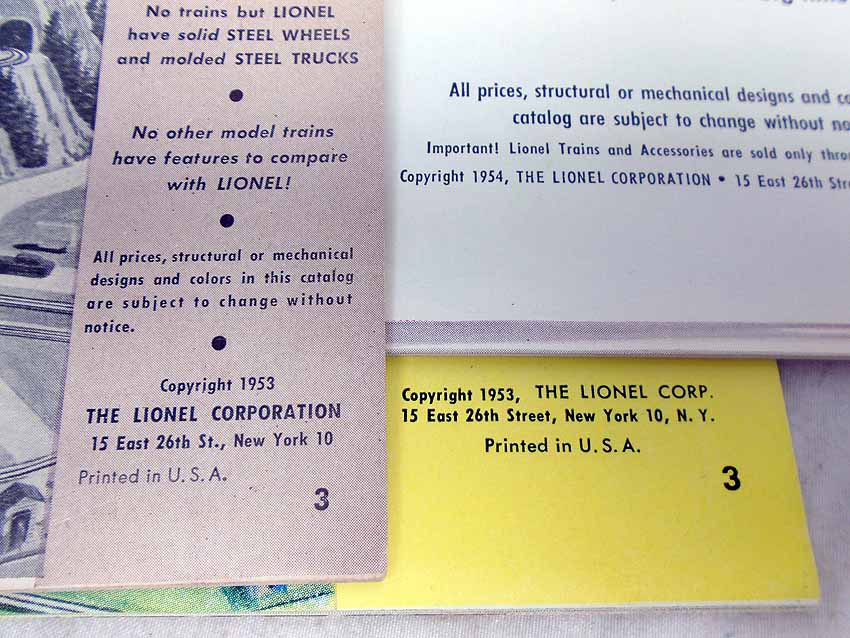 No trains but LIONEL
have solid STEEL WHEELS
and molded STEEL TRUCKS
No other model trains
have features to compare
with LIONEL!
All prices, structural or mechanical
designs and colors in this catalog
are subject to change without
notice.
Copyright 1953
THE LIONEL CORPORATION
15 East 26th St., New York 10
Printed in U.S.A.
3
All prices, structural or mechanical designs and
catalog are subject to change without
Important! Lionel Trains and Accessories are sold only
Copyright 1954, THE LIONEL CORPORATION • 15 East 26th
Copyright 1953, THE LIONEL CORP.
15 East 26th Street, New York 10, N. Y.
Printed in U.S.A.
3